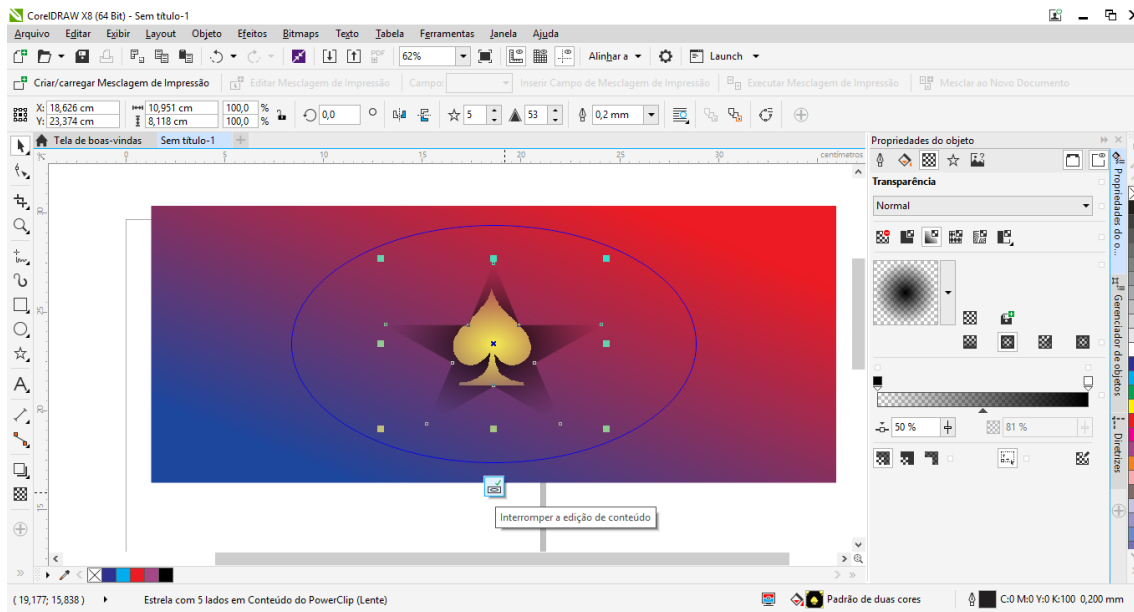 CorelDRAW X8 (64 Bit) - Sem título-1
Arquivo Editar Exibir Layout Objeto Efeitos Bitmaps Texto Tabela Ferramentas Janela Ajuda
PDF 62% Alinhar a Launch
Criar/carregar Mesclagem de Impressão Editar Mesclagem de Impressão Campo Inserir Campo de Mesclagem de Impressão Executar Mesclagem de Impressão Mesclar ao Novo Documento
X: 18,626 cm 10,951 cm 100,0 % 0,0 ° 5 53 0,2 mm
Y: 23,374 cm 8,118 cm 100,0 %
Tela de boas-vindas Sem título-1
0 5 10 15 20 25 30 centímetros
30
25
20
15
Interromper a edição de conteúdo
Propriedades do objeto
Transparência
Normal
50 % 81 %
Propriedades do o...
Gerenciador de objetos
Diretrizes
( 19,177; 15,838 ) Estrela com 5 lados em Conteúdo do PowerClip (Lente) Padrão de duas cores C:0 M:0 Y:0 K:100 0,200 mm